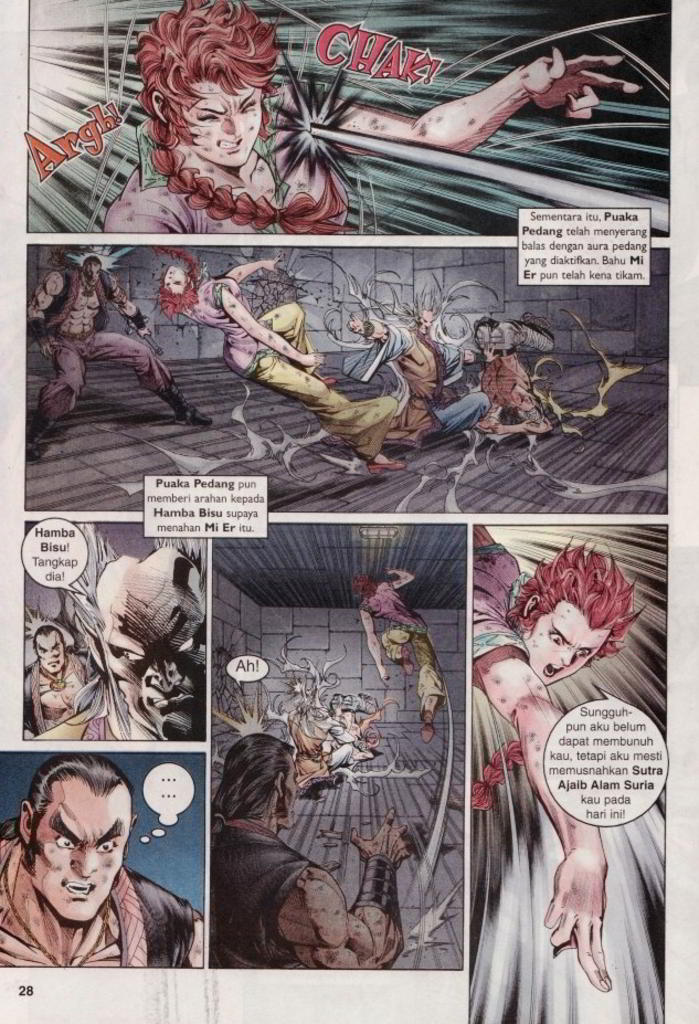 CHAK!
Argh!
Sementara itu, Puaka
Pedang telah menyerang
balas dengan aura pedang
yang diaktifkan. Bahu Mi
Er pun telah kena tikam.
Puaka Pedang pun
memberi arahan kepada
Hamba Bisu supaya
menahan Mi Er itu.
Hamba
Bisu!
Tangkap
dia!
Ah!
Sungguh-
pun aku belum
dapat membunuh
kau, tetapi aku mesti
memusnahkan Sutra
Ajaib Alam Suria
kau pada
hari ini!
...
...
28